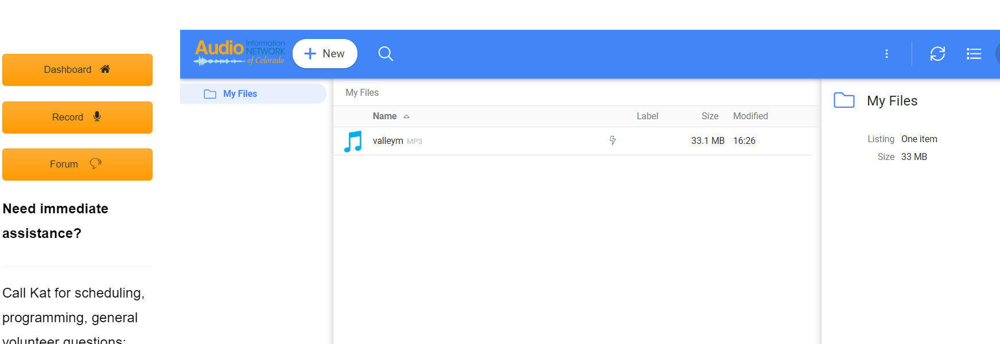 Dashboard
Record
Forum
Need immediate
assistance?
Call Kat for scheduling,
programming, general
volunteer questions:
Audio Information
NETWORK
of Colorado
New
My Files
My Files
Name Label Size Modified
valleym MP3 33.1 MB 16:26
My Files
Listing One item
Size 33 MB